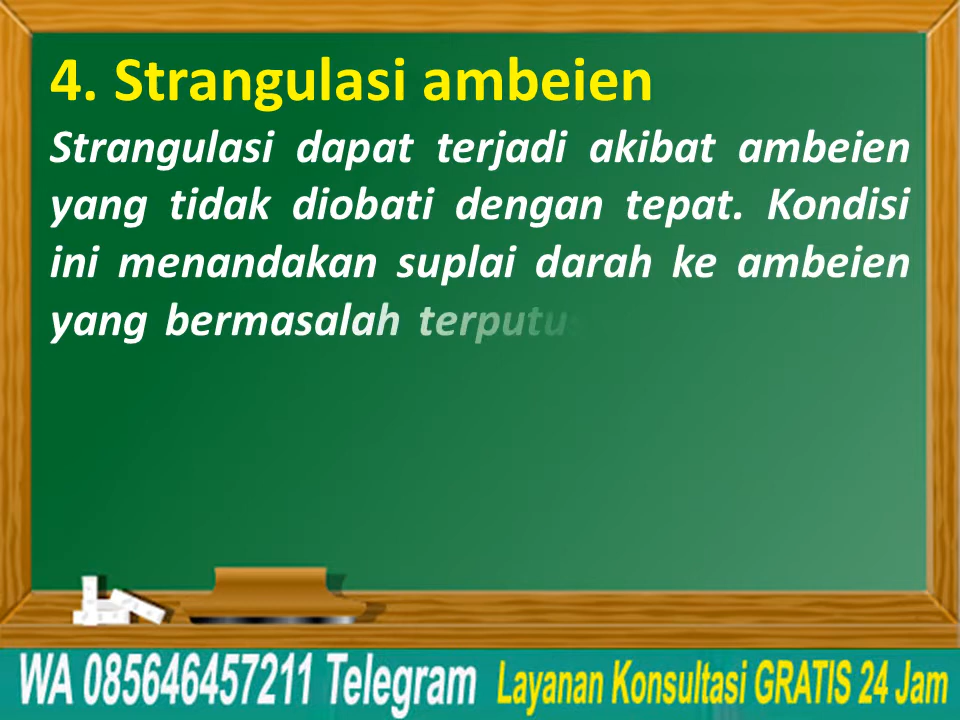 4. Strangulasi ambeien
Strangulasi dapat terjadi akibat ambeien
yang tidak diobati dengan tepat. Kondisi
ini menandakan suplai darah ke ambeien
yang bermasalah terputus
WA 085646457211 Telegram Layanan Konsultasi GRATIS 24 Jam